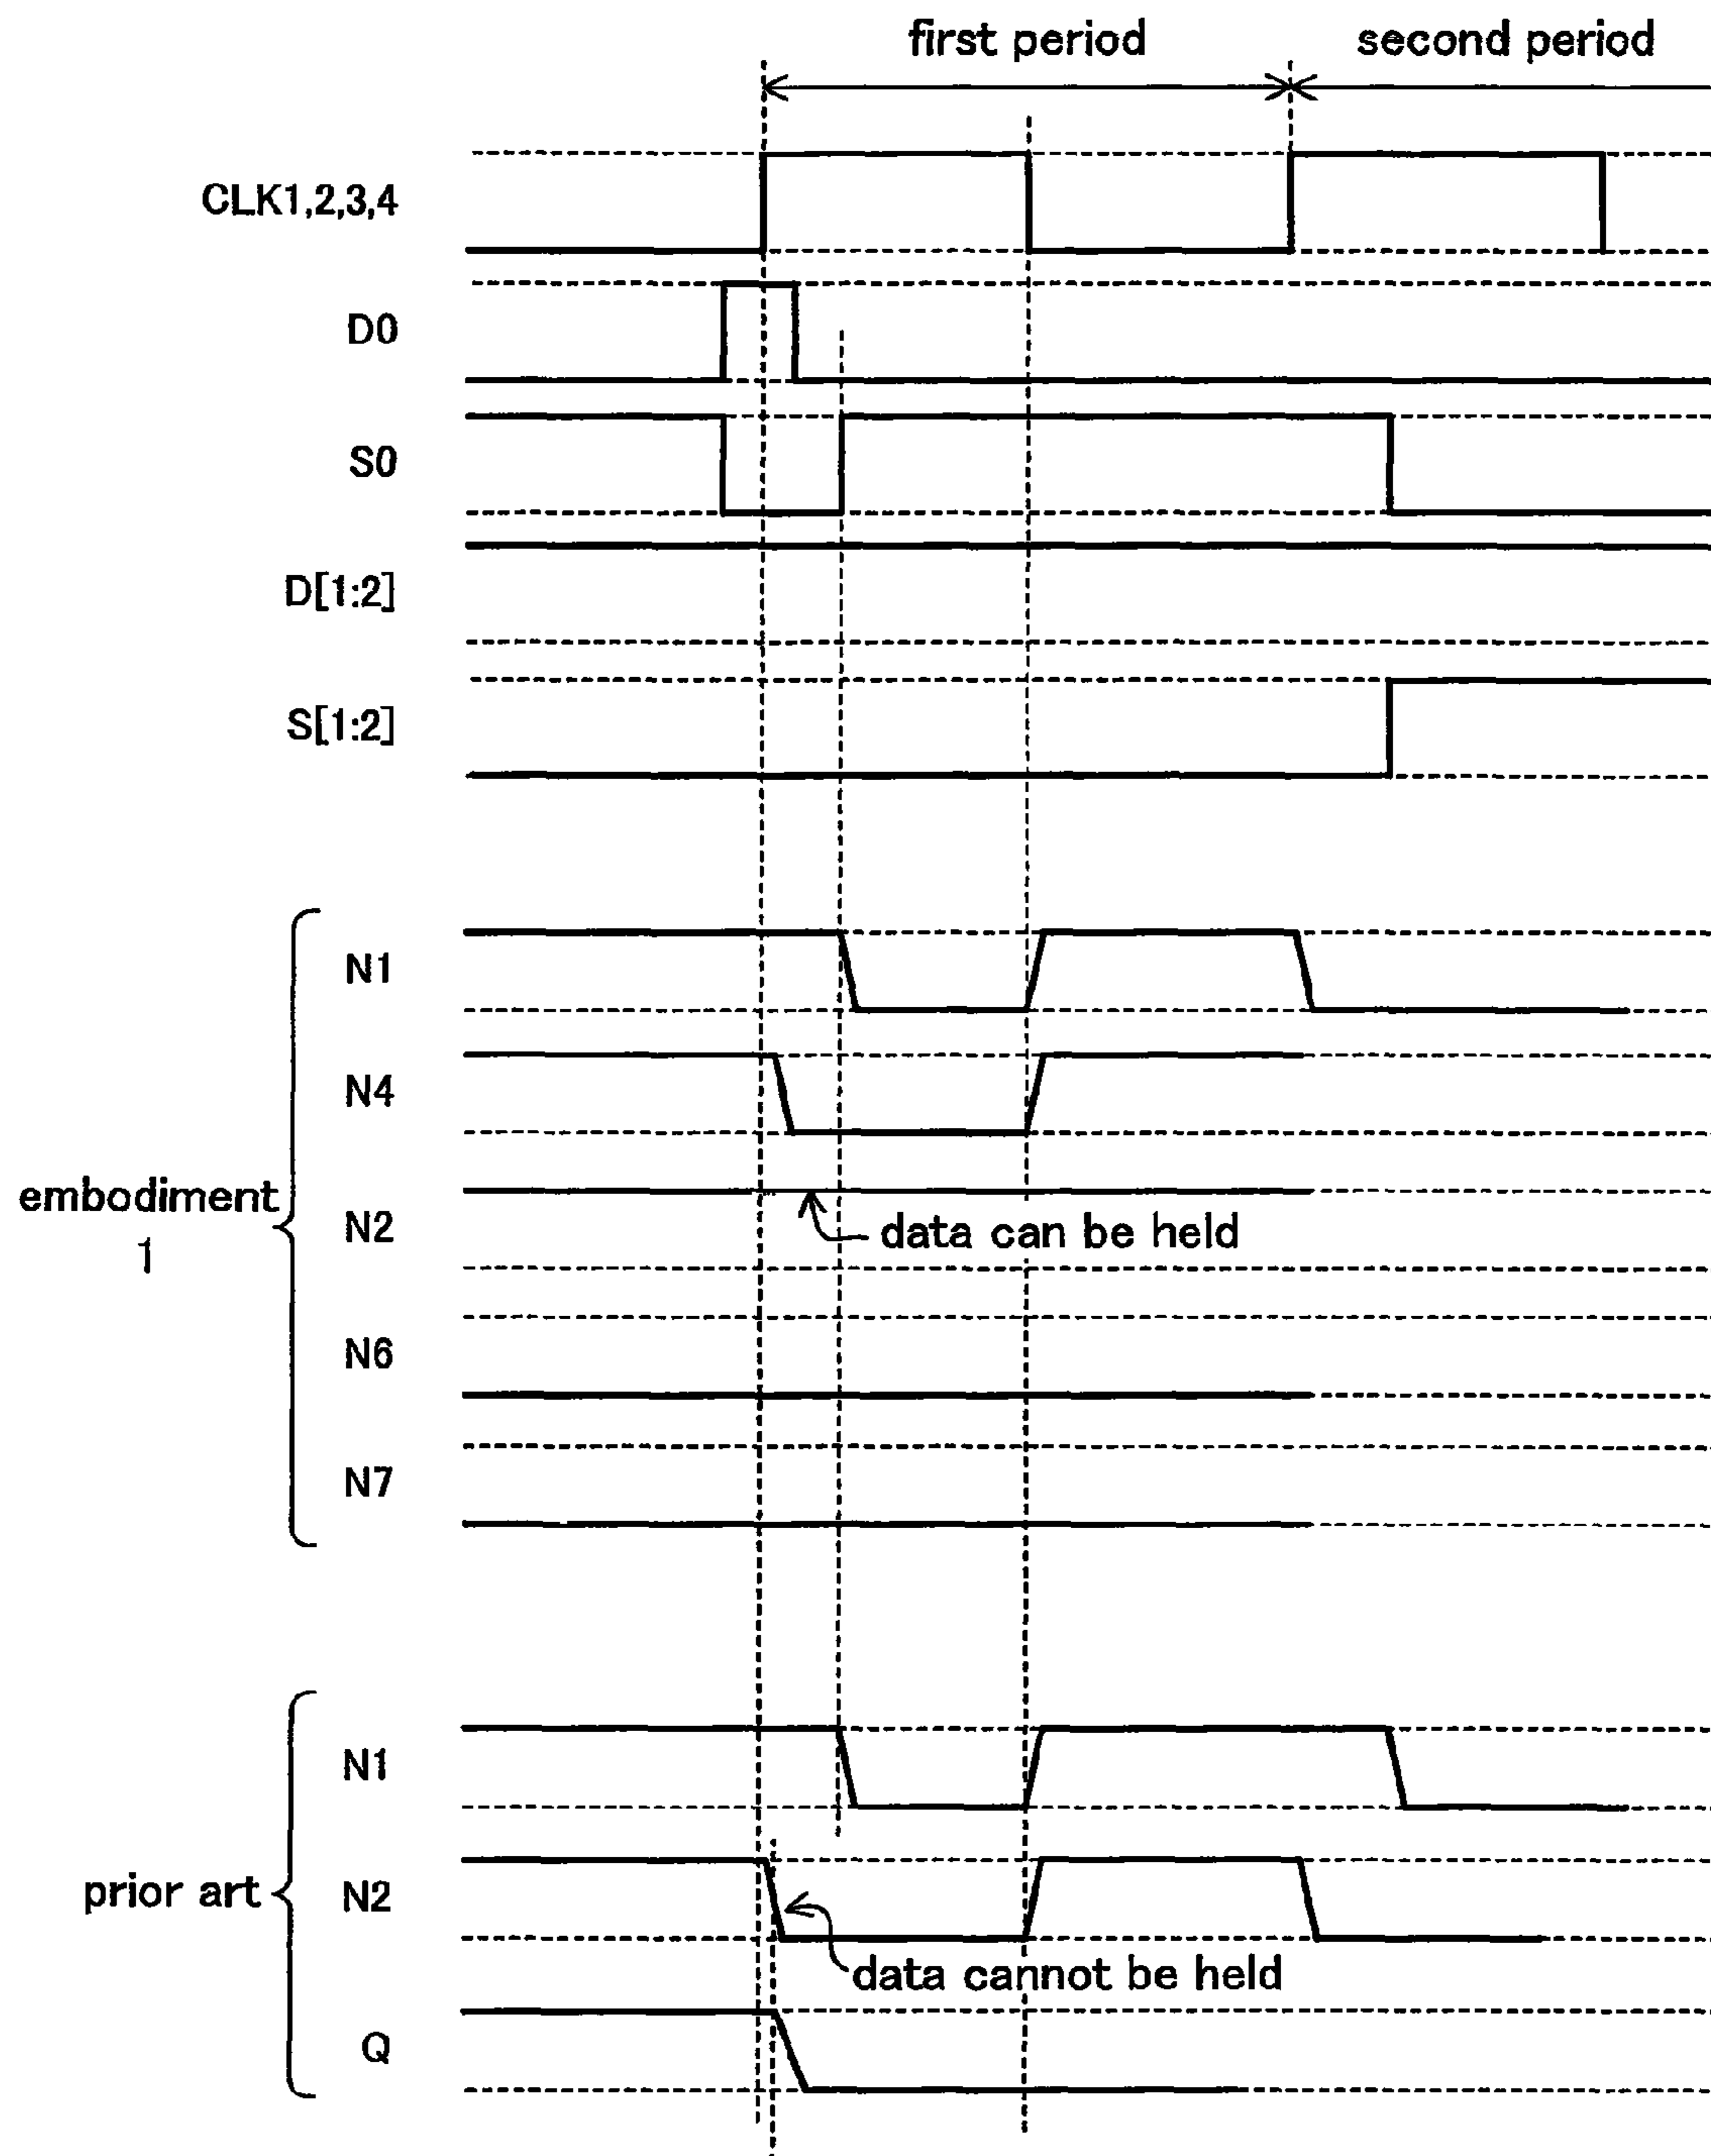 first period
second period
CLK1,2,3,4
D0
S0
D[1:2]
S[1:2]
embodiment
1
N1
N4
N2
data can be held
N6
N7
prior art
N1
N2
data cannot be held
Q